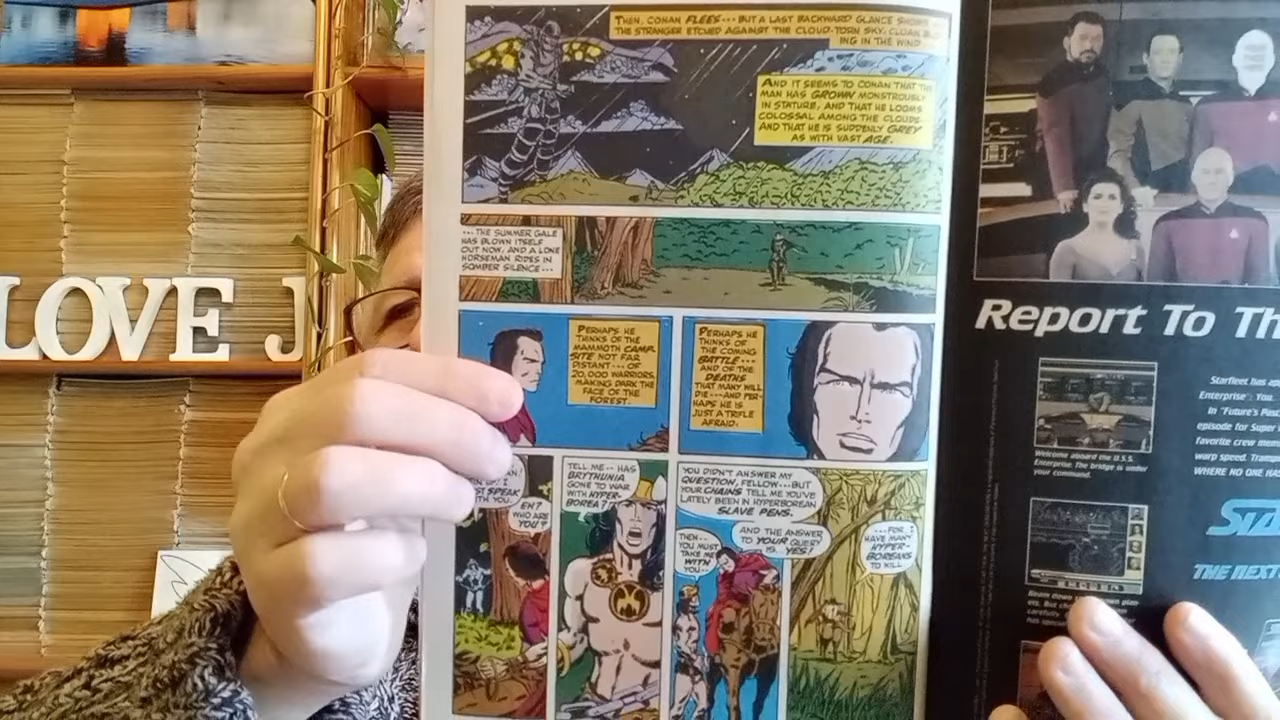 THEN, CONAN FLEES--- BUT A LAST BACKWARD GLANCE SHOWS
THE STRANGER ETCHED AGAINST THE CLOUD-TORN SKY, CLOAK
ING IN THE WIND
AND IT SEEMS TO CONAN THAT THE
MAN HAS GROWN MONSTROUSLY
IN STATURE, AND THAT HE LOOMS
COLOSSAL AMONG THE CLOUDS--
AND THAT HE IS SUDDENLY GREY
AS WITH VAST AGE.
...THE SUMMER GALE
HAS BLOWN ITSELF
OUT NOW, AND A LONE
HORSEMAN RIDES IN
SOMBER SILENCE---
PERHAPS HE
THINKS OF THE
MAMMOTH CAMP-
SITE NOT FAR
DISTANT--- OF
20,000 WARRIORS,
MAKING DARK THE
FACE OF THE
FOREST.
PERHAPS HE
THINKS OF
THE COMING
BATTLE---
AND OF THE
DEATHS
THAT MANY WILL
DIE---AND PER-
HAPS HE IS
JUST A TRIFLE
AFRAID.
SPEAK
EH?
WHO ARE
YOU?
TELL ME-- HAS
BRYTHUNIA
GONE TO WAR
WITH HYPER-
BOREA?
YOU DIDN'T ANSWER MY
QUESTION, FELLOW---BUT
YOUR CHAINS TELL ME YOU'VE
LATELY BEEN IN HYPERBOREAN
SLAVE PENS.
AND THE ANSWER
TO YOUR QUERY
IS, YES!
THEN--
YOU MUST
TAKE ME
WITH
YOU--
---FOR I
HAVE MANY
HYPER-
BOREANS
TO KILL
LOVE J
Report To Th
Starfleet has
Enterprise. You
In "Future's Past,
episode for Super
favorite crew mem
warp speed.
WHERE NO ONE HA
Welcome aboard the U.S.S.
Enterprise. The bridge is under
your command.
THE NEXT
Beam down
has